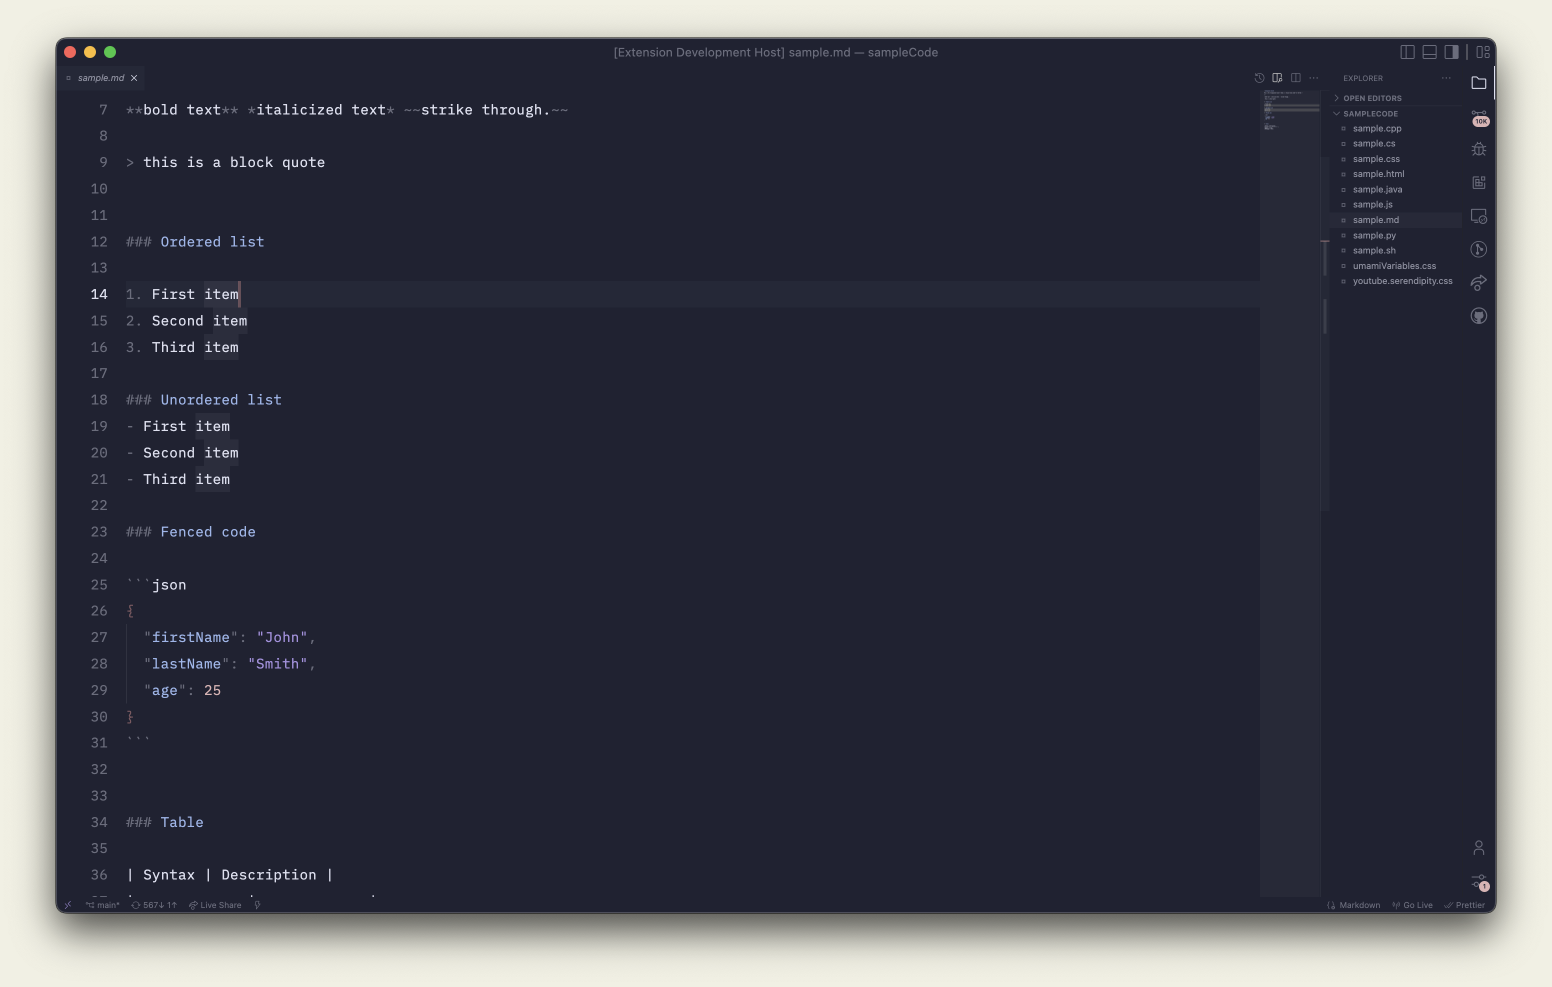 [Extension Development Host] sample.md — sampleCode
sample.md
7 **bold text** *italicized text* ~~strike through.~~
8
9 > this is a block quote
10
11
12 ### Ordered list
13
14 1. First item
15 2. Second item
16 3. Third item
17
18 ### Unordered list
19 - First item
20 - Second item
21 - Third item
22
23 ### Fenced code
24
25 ```json
26 {
27 "firstName": "John",
28 "lastName": "Smith",
29 "age": 25
30 }
31 ```
32
33
34 ### Table
35
36 | Syntax | Description |
EXPLORER
OPEN EDITORS
SAMPLECODE
sample.cpp
sample.cs
sample.css
sample.html
sample.java
sample.js
sample.md
sample.py
sample.sh
umamiVariables.css
youtube.serendipity.css
10K
1
main*
567↓ 1↑
Live Share
Markdown
Go Live
Prettier